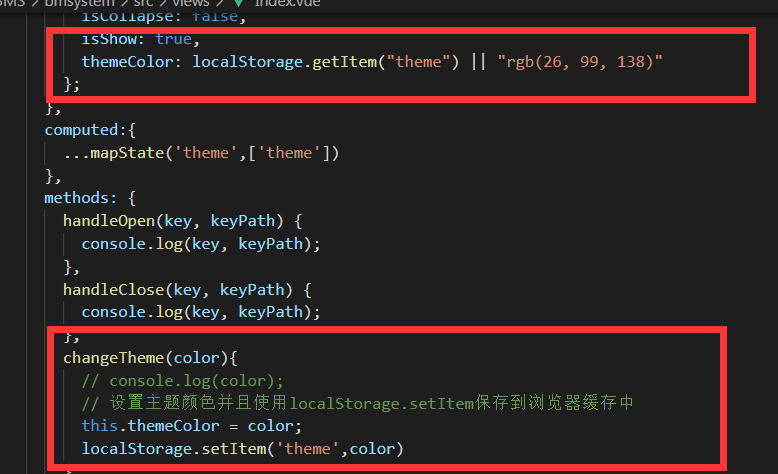 SMS > bmsystem > src > views > Index.vue
isCollapse: false,
isShow: true,
themeColor: localStorage.getItem("theme") || "rgb(26, 99, 138)"
};
},
computed:{
...mapState('theme',['theme'])
},
methods: {
handleOpen(key, keyPath) {
console.log(key, keyPath);
},
handleClose(key, keyPath) {
console.log(key, keyPath);
},
changeTheme(color){
// console.log(color);
// 设置主题颜色并且使用localStorage.setItem保存到浏览器缓存中
this.themeColor = color;
localStorage.setItem('theme',color)
}